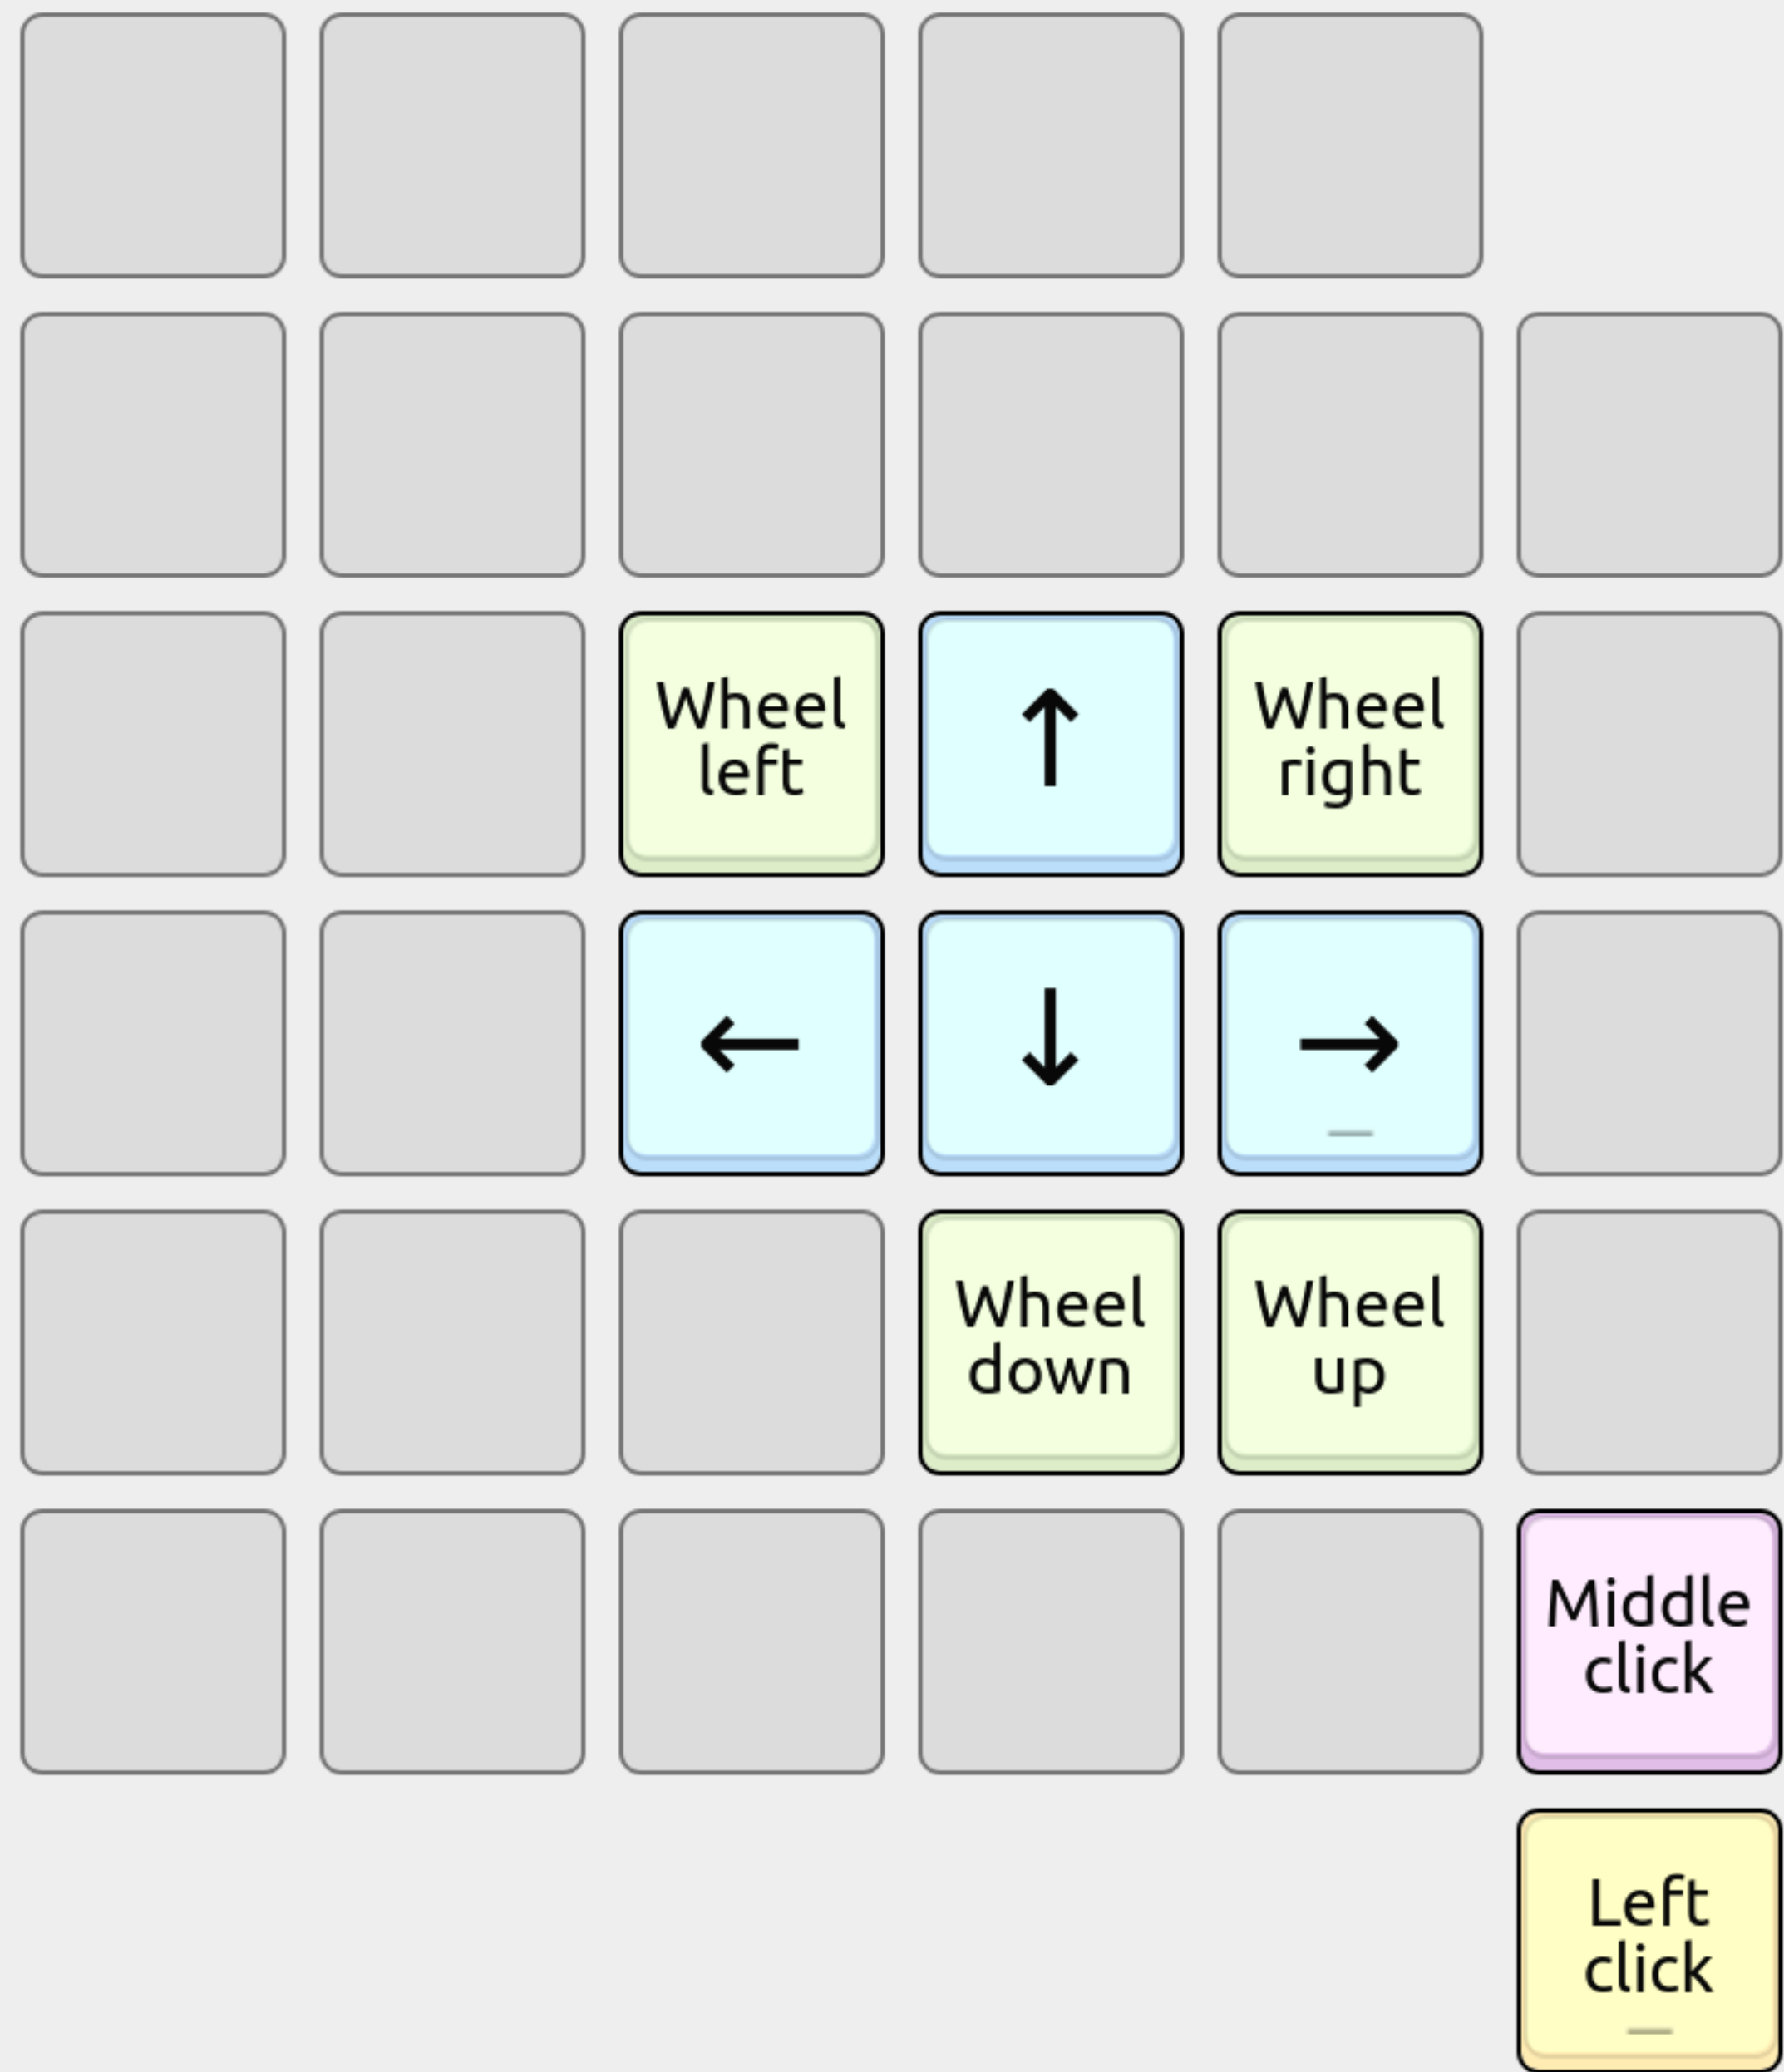 Wheel
left
↑
Wheel
right
←
↓
→
Wheel
down
Wheel
up
Middle
click
Left
click